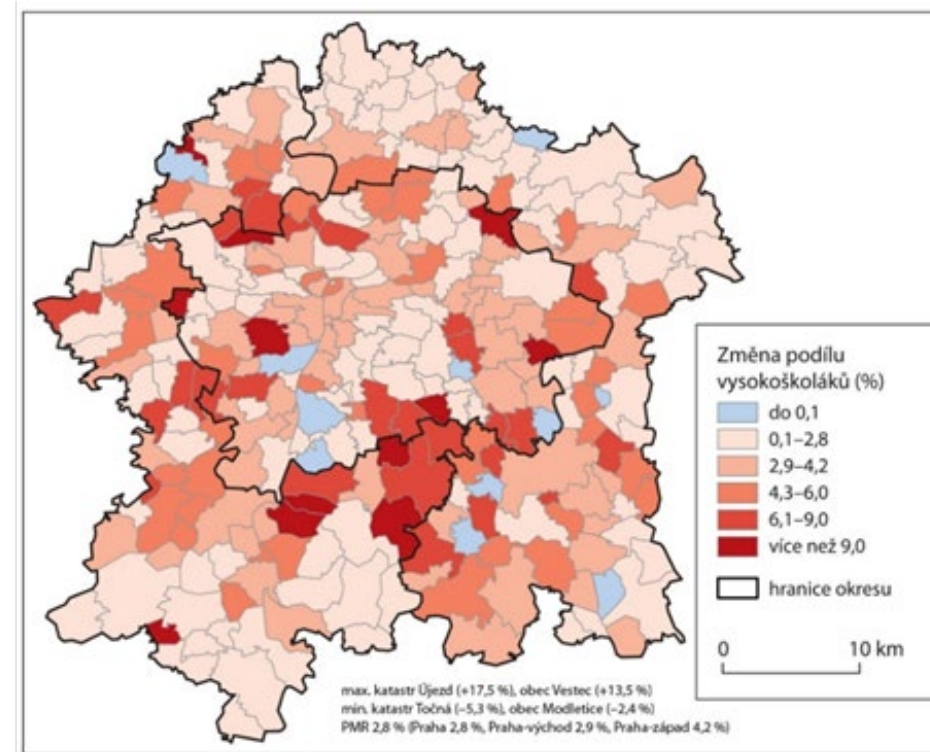 Změna podílu
vysokoškoláků (%)
do 0,1
0,1–2,8
2,9–4,2
4,3–6,0
6,1–9,0
více než 9,0
hranice okresu
0 10 km
max. katastr Újezd (+17,5 %), obec Vestec (+13,5 %)
min. katastr Točná (–5,3 %), obec Modletice (–2,4 %)
PMR 2,8 % (Praha 2,8 %, Praha-východ 2,9 %, Praha-západ 4,2 %)